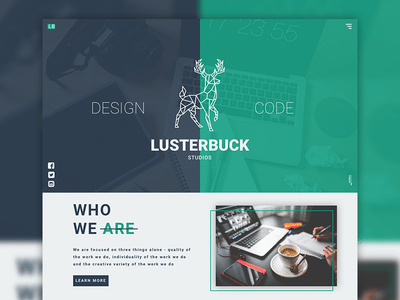 LB
DESIGN
CODE
LUSTERBUCK
STUDIOS
WHO
WE ARE
We are focused on three things alone - quality of
the work we do, individuality of the work we do
and the creative variety of the work we do
LEARN MORE